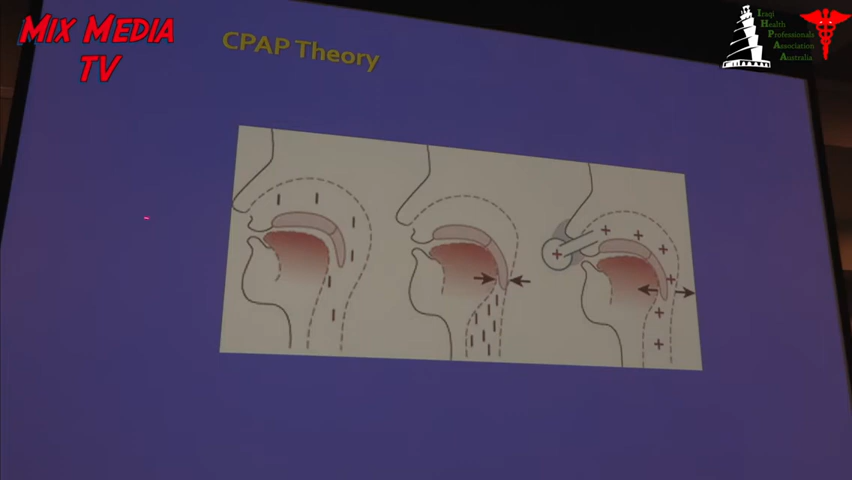 MIX MEDIA
TV
CPAP Theory
Iraqi
Health
Professionals
Association
Australia